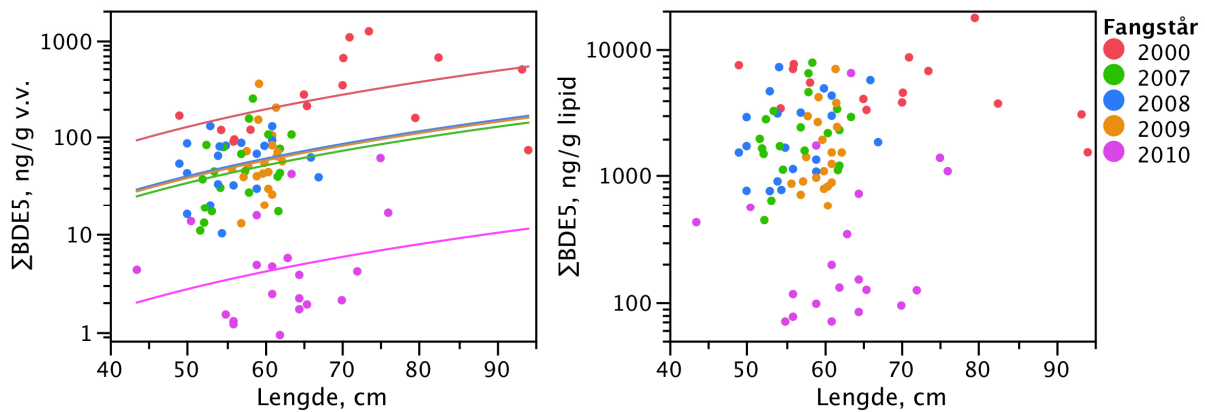 ΣBDE5, ng/g v.v.
1000
100
10
1
40 50 60 70 80 90
Lengde, cm
ΣBDE5, ng/g lipid
10000
1000
100
40 50 60 70 80 90
Lengde, cm
Fangstår
2000
2007
2008
2009
2010